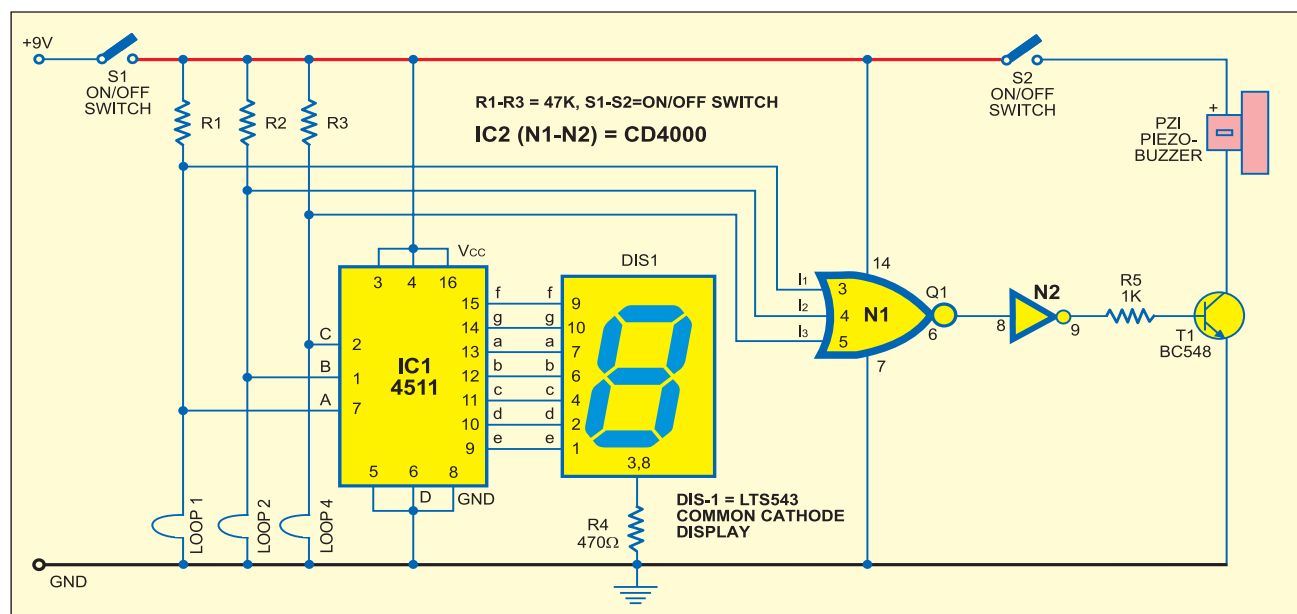 +9V
S1
ON/OFF
SWITCH
R1
R2
R3
R1-R3 = 47K, S1-S2=ON/OFF SWITCH
IC2 (N1-N2) = CD4000
S2
ON/OFF
SWITCH
+
PZI
PIEZO-
BUZZER
VCC
3 4 16
DIS1
C 2
B 1
A 7
IC1
4511
15 f f 9
14 g g 10
13 a a 7
12 b b 6
11 c c 4
10 d d 2
9 e e 1
5 6 8
D GND
3,8
I1 3
I2 4
I3 5
N1
14
7
Q1
6
8
N2
9
R5
1K
T1
BC548
LOOP 1
LOOP 2
LOOP 4
R4
470Ω
DIS-1 = LTS543
COMMON CATHODE
DISPLAY
GND